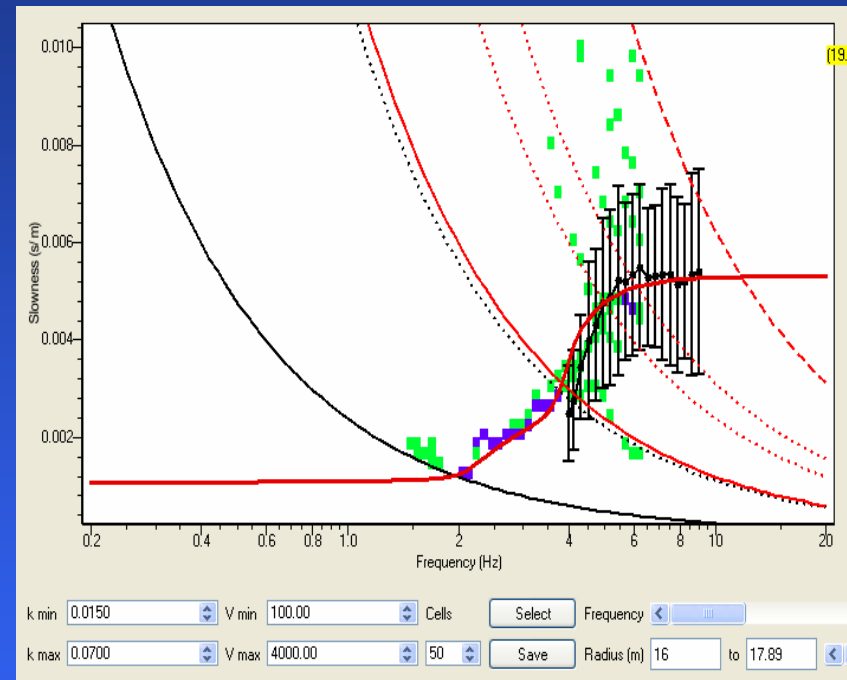 0.010
(19.
0.008
0.006
Slowness (s/ m)
0.004
0.002
0.2 0.4 0.6 0.8 1.0 2 4 6 8 10 20
Frequency (Hz)
k min 0.0150 V min 100.00 Cells Select Frequency
k max 0.0700 V max 4000.00 50 Save Radius (m) 16 to 17.89